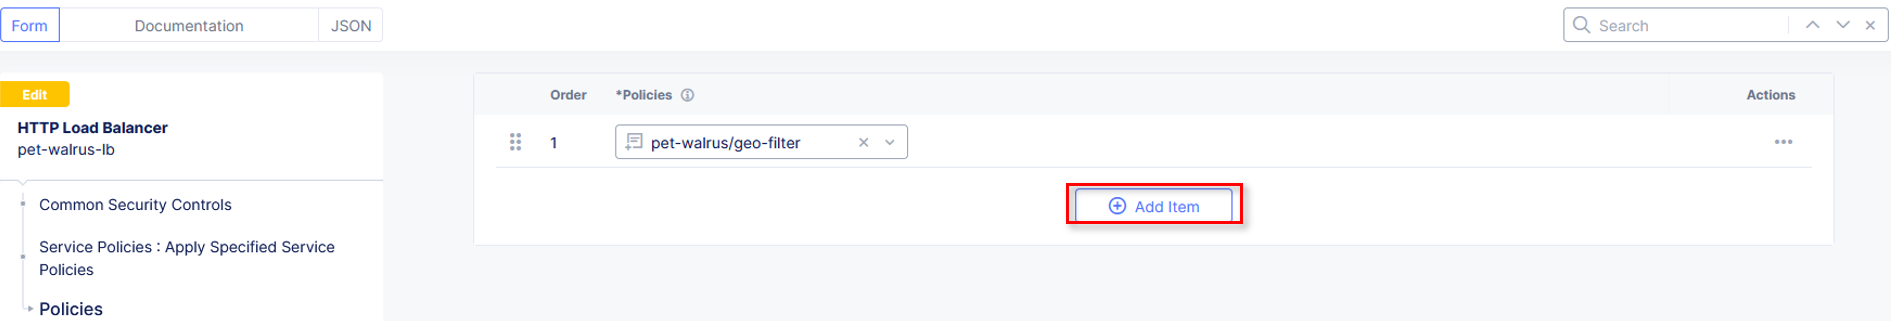 Form Documentation JSON Search
Edit
HTTP Load Balancer
pet-walrus-lb
Common Security Controls
Service Policies : Apply Specified Service
Policies
Policies
Order *Policies Actions
1 pet-walrus/geo-filter
Add Item